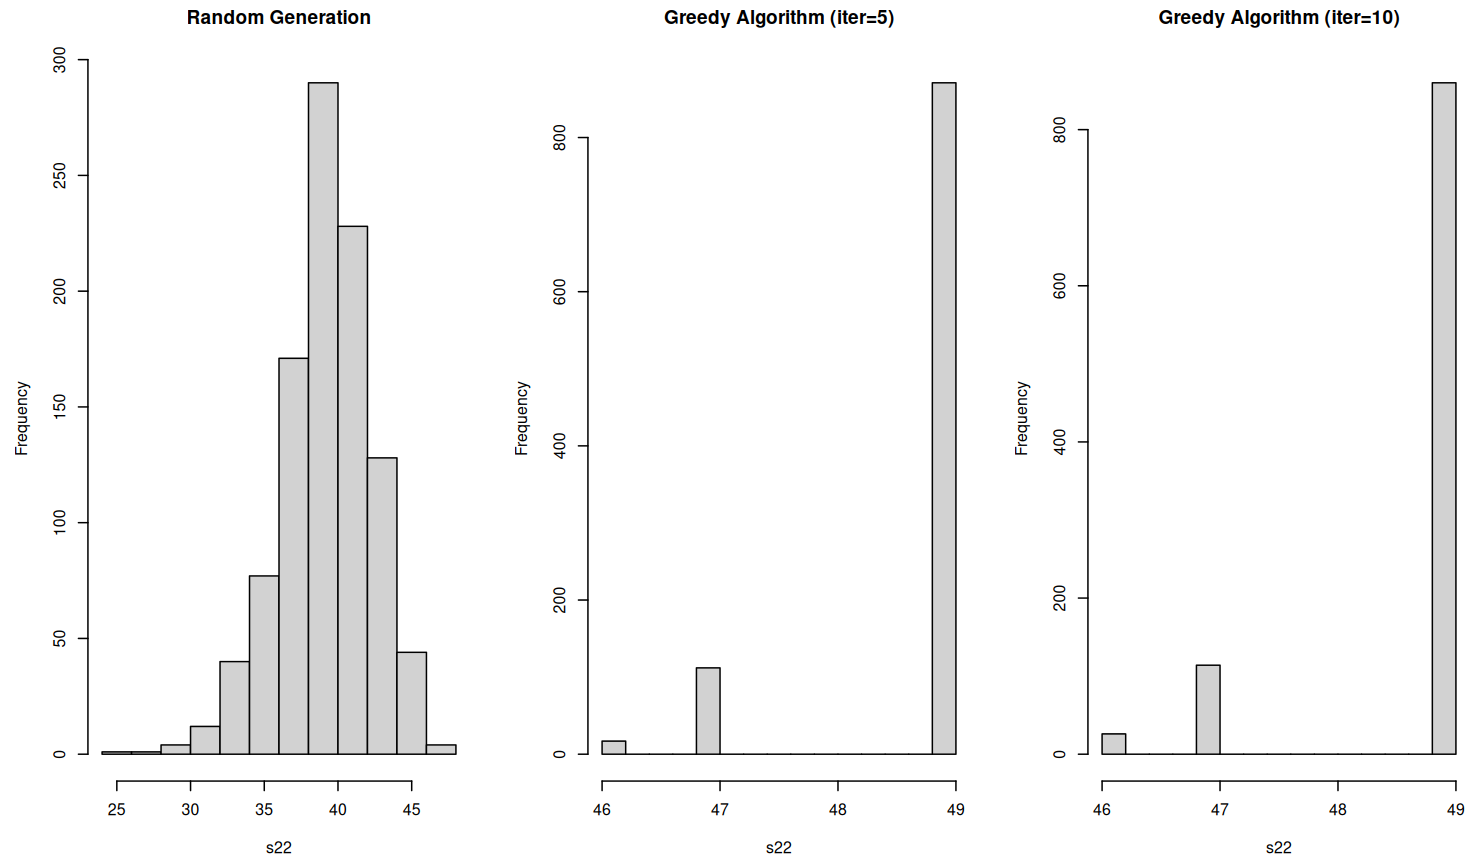 Random Generation
Frequency
0
50
100
150
200
250
300
25 30 35 40 45
s22
Greedy Algorithm (iter=5)
Frequency
0
200
400
600
800
46 47 48 49
s22
Greedy Algorithm (iter=10)
Frequency
0
200
400
600
800
46 47 48 49
s22